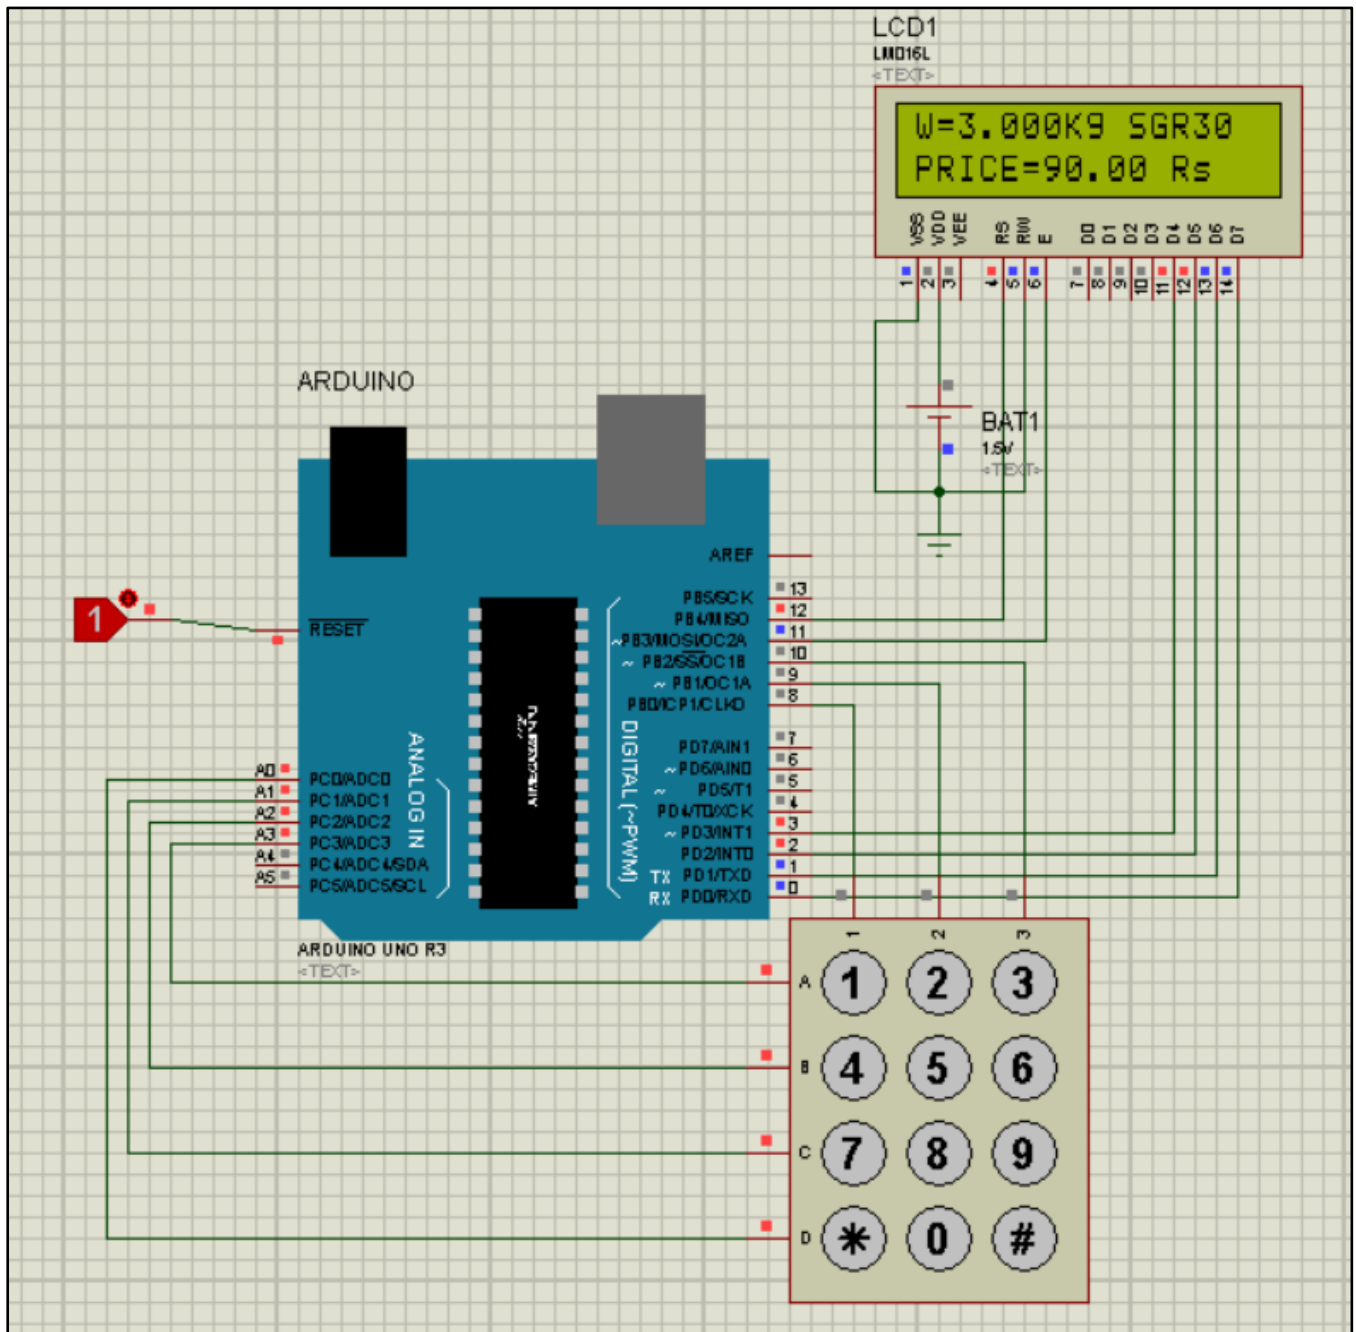 LCD1
LM016L
<TEXT>
W=3.000Kg SGR30
PRICE=90.00 Rs
VSS VDD VEE RS RW E D0 D1 D2 D3 D4 D5 D6 D7
1 2 3 4 5 6 7 8 9 10 11 12 13 14
ARDUINO
BAT1
1.5V
<TEXT>
AREF
1
RESET
PB5/SCK 13
PB4/MISO 12
~PB3/MOSI/OC2A 11
~ PB2/SS/OC1B 10
~ PB1/OC1A 9
PB0/ICP1/CLKO 8
ANALOG IN
DIGITAL (~PWM)
PD7/AIN1 7
~PD6/AIN0 6
~ PD5/T1 5
PD4/T0/XCK 4
~PD3/INT1 3
PD2/INT0 2
TX PD1/TXD 1
RX PD0/RXD 0
A0 PC0/ADC0
A1 PC1/ADC1
A2 PC2/ADC2
A3 PC3/ADC3
A4 PC4/ADC4/SDA
A5 PC5/ADC5/SCL
ARDUINO UNO R3
<TEXT>
1 2 3
A 1 2 3
B 4 5 6
C 7 8 9
D * 0 #